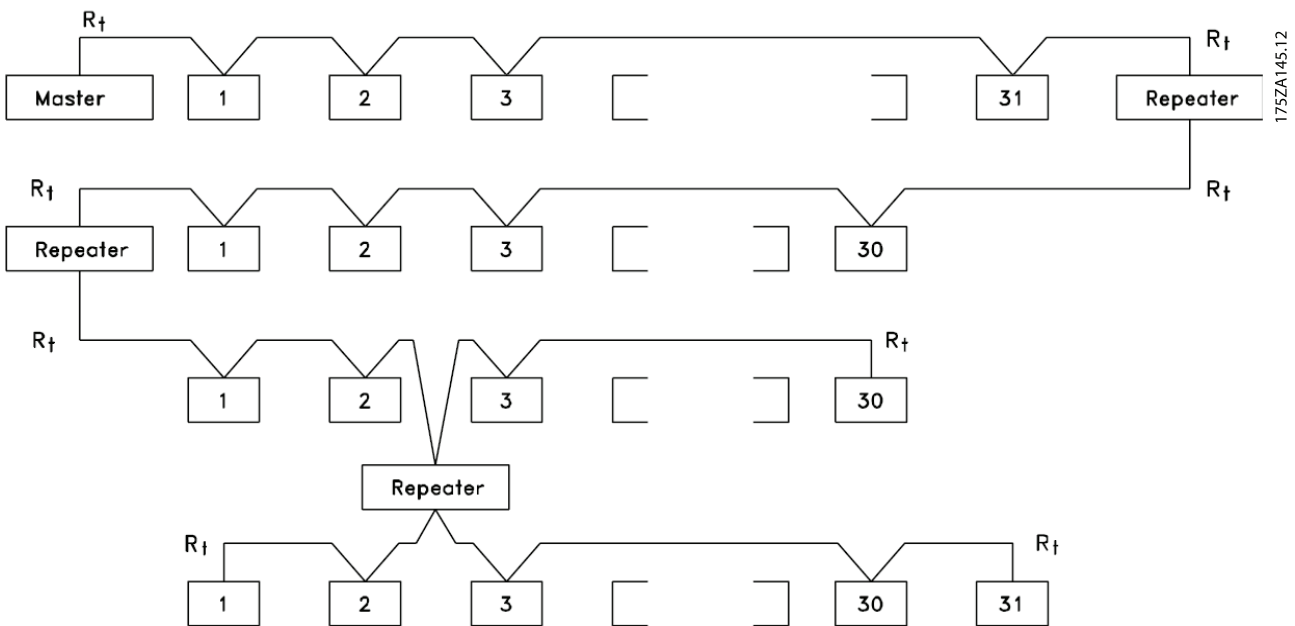 Rt
Rt
Master 1 2 3 31 Repeater
175ZA145.12
Rt Rt
Repeater 1 2 3 30
Rt Rt
1 2 3 30
Repeater
Rt Rt
1 2 3 30 31